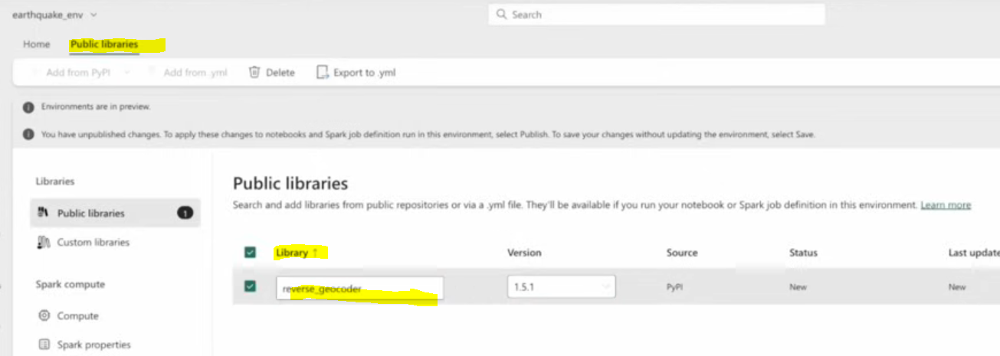 earthquake_env
Search
Home Public libraries
Add from PyPI Add from .yml Delete Export to .yml
Environments are in preview.
You have unpublished changes. To apply these changes to notebooks and Spark job definition run in this environment, select Publish. To save your changes without updating the environment, select Save.
Libraries
Public libraries 1
Custom libraries
Spark compute
Compute
Spark properties
Public libraries
Search and add libraries from public repositories or via a .yml file. They'll be available if you run your notebook or Spark job definition in this environment. Learn more
Library ↑ Version Source Status Last update
reverse_geocoder 1.5.1 PyPI New New